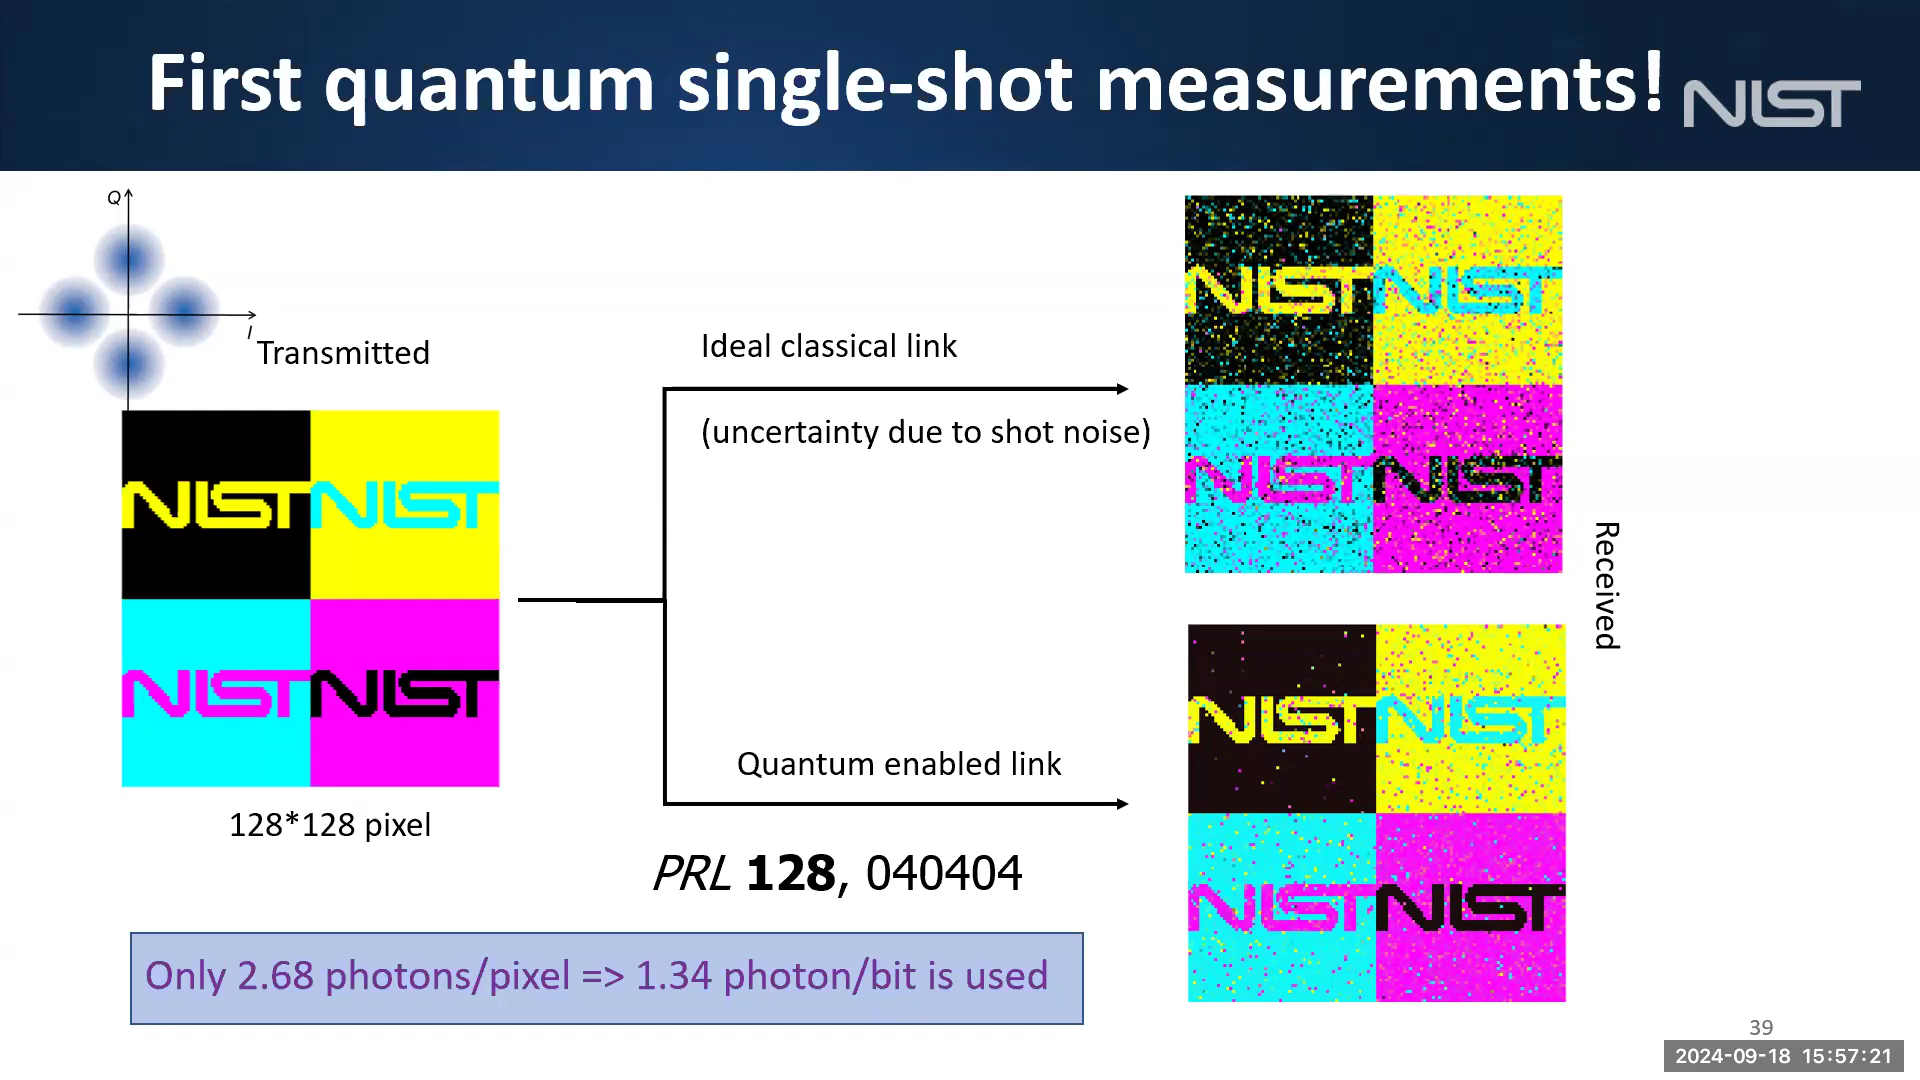 First quantum single-shot measurements!
NIST
Q
I
Transmitted
NIST NIST
NIST NIST
128*128 pixel
Ideal classical link
(uncertainty due to shot noise)
Quantum enabled link
PRL 128, 040404
Only 2.68 photons/pixel => 1.34 photon/bit is used
NIST NIST
NIST NIST
Received
NIST NIST
NIST NIST
39
2024-09-18 15:57:21